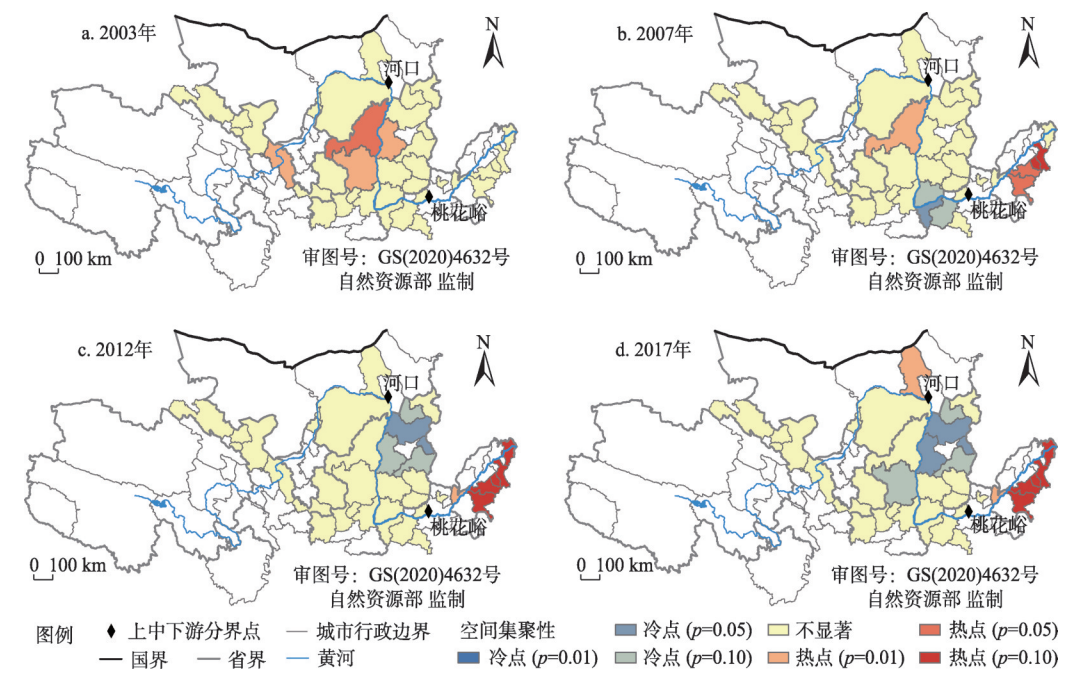 a. 2003年
N
河口
桃花峪
0 100 km
审图号：GS(2020)4632号
自然资源部 监制
b. 2007年
N
河口
桃花峪
0 100 km
审图号：GS(2020)4632号
自然资源部 监制
c. 2012年
N
河口
桃花峪
0 100 km
审图号：GS(2020)4632号
自然资源部 监制
d. 2017年
N
河口
桃花峪
0 100 km
审图号：GS(2020)4632号
自然资源部 监制
图例
上中下游分界点
城市行政边界
空间集聚性
冷点 (p=0.05)
不显著
热点 (p=0.05)
国界
省界
黄河
冷点 (p=0.01)
冷点 (p=0.10)
热点 (p=0.01)
热点 (p=0.10)